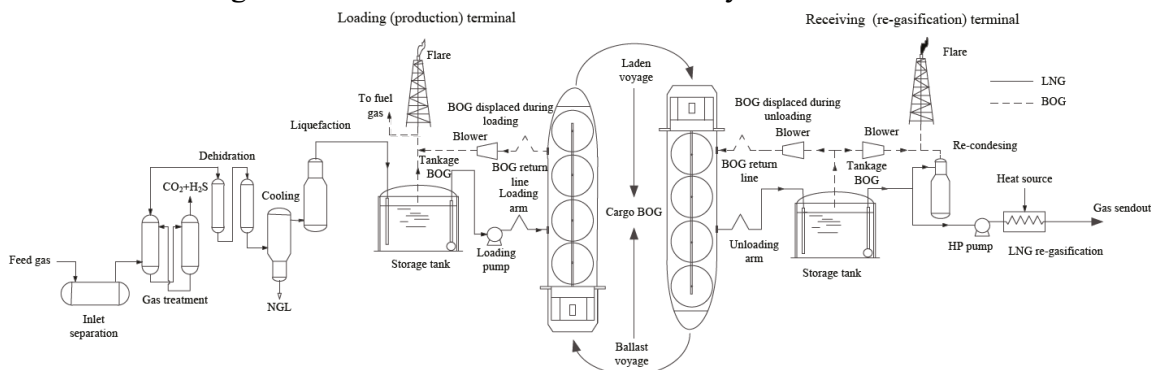 Loading (production) terminal
Receiving (re-gasification) terminal
Flare
To fuel
gas
Liquefaction
Dehidration
CO₂+H₂S
Cooling
Feed gas
Gas treatment
Inlet
separation
NGL
BOG displaced during
loading
Blower
Tankage
BOG
BOG return
line
Loading
arm
Storage tank
Loading
pump
Laden
voyage
Cargo BOG
Ballast
voyage
BOG displaced during
unloading
Blower
BOG return
line
Unloading
arm
Blower
Tankage
BOG
Storage tank
Flare
LNG
BOG
Re-condesing
Heat source
Gas sendout
HP pump
LNG re-gasification